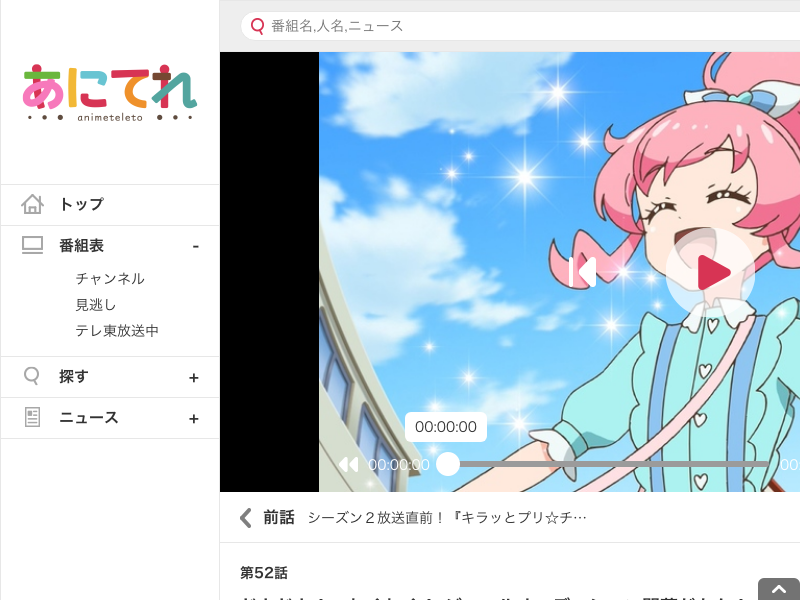 番組名,人名,ニュース
あにてれ
animeteleto
トップ
番組表 -
チャンネル
見逃し
テレ東放送中
探す +
ニュース +
00:00:00
00:00:00
00:
前話 シーズン２放送直前！『キラッとプリ☆チ…
第52話